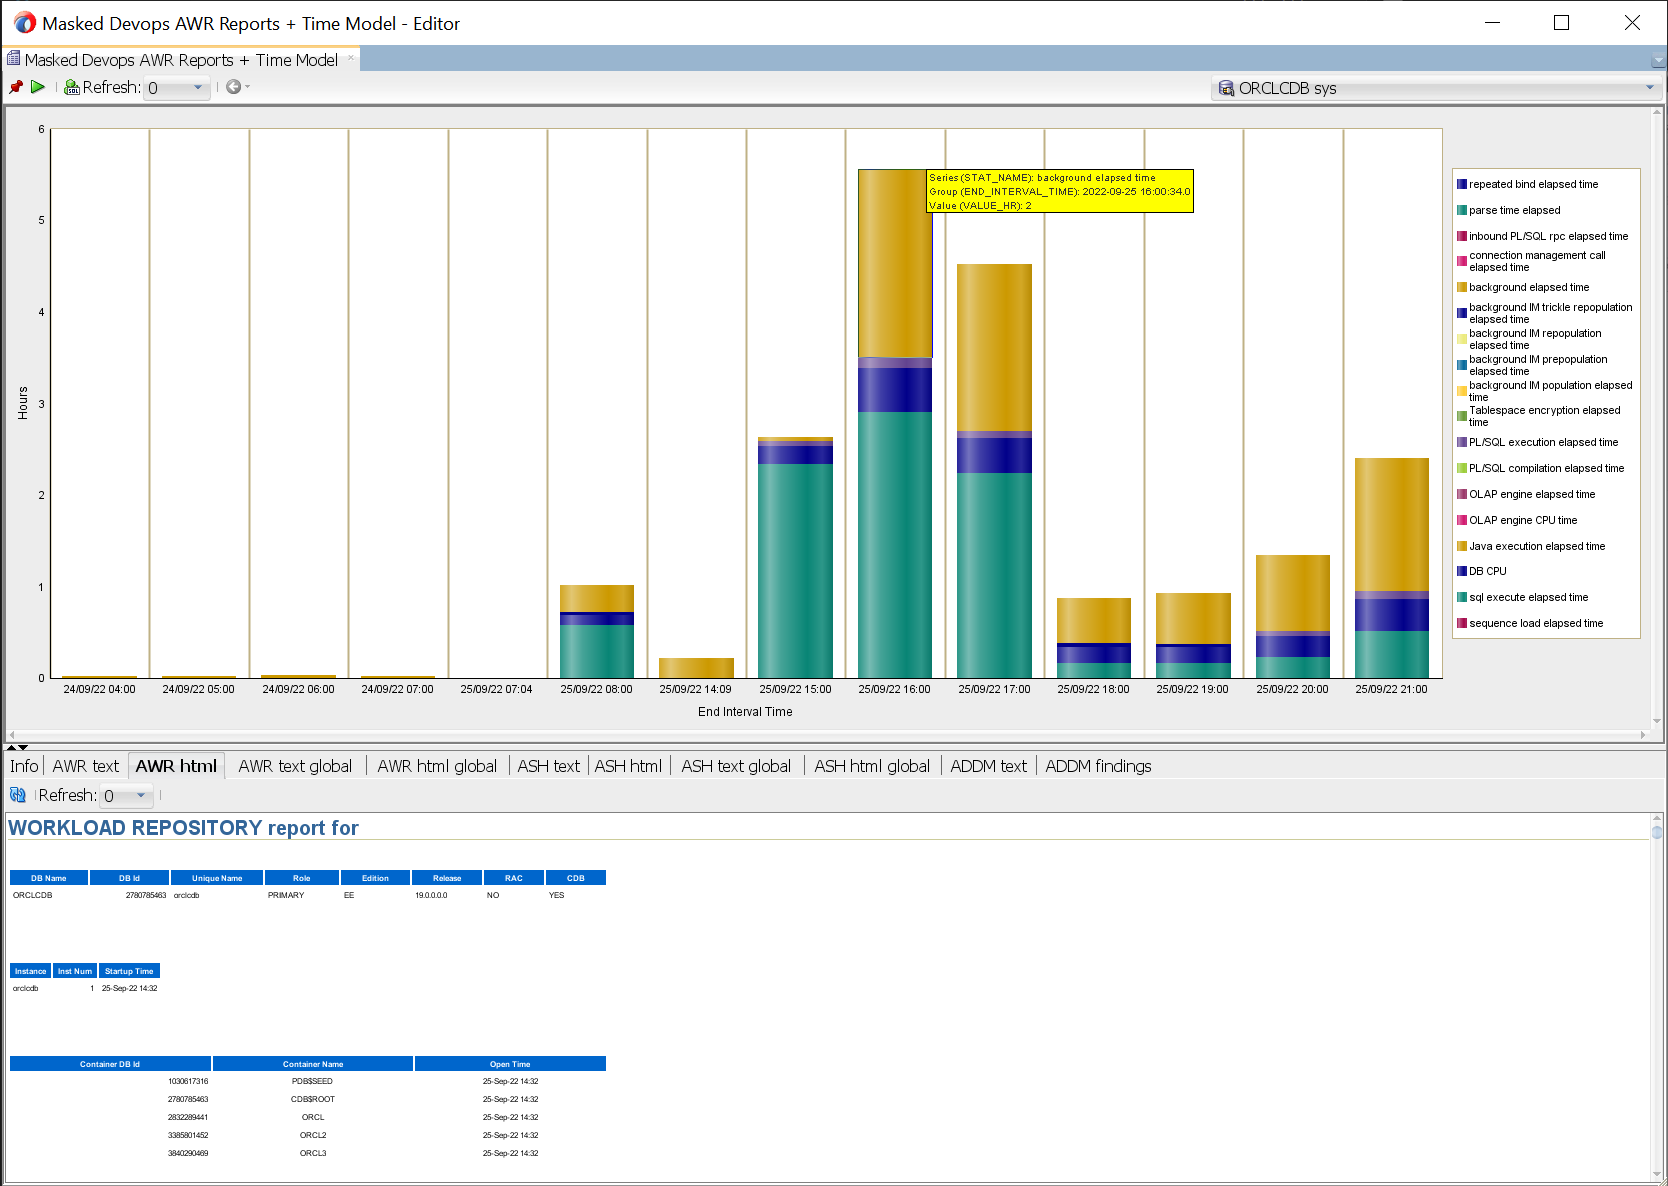 Masked Devops AWR Reports + Time Model - Editor
Masked Devops AWR Reports + Time Model
Refresh: 0
ORCLCDB sys
6
5
4
3
2
1
0
Hours
Series (STAT_NAME): background elapsed time
Group (END_INTERVAL_TIME): 2022-09-25 16:00:34.0
Value (VALUE_HR): 2
24/09/22 04:00 24/09/22 05:00 24/09/22 06:00 24/09/22 07:00 25/09/22 07:04 25/09/22 08:00 25/09/22 14:09 25/09/22 15:00 25/09/22 16:00 25/09/22 17:00 25/09/22 18:00 25/09/22 19:00 25/09/22 20:00 25/09/22 21:00
End Interval Time
repeated bind elapsed time
parse time elapsed
inbound PL/SQL rpc elapsed time
connection management call
elapsed time
background elapsed time
background IM trickle repopulation
elapsed time
background IM repopulation
elapsed time
background IM prepopulation
elapsed time
background IM population elapsed
time
Tablespace encryption elapsed
time
PL/SQL execution elapsed time
PL/SQL compilation elapsed time
OLAP engine elapsed time
OLAP engine CPU time
Java execution elapsed time
DB CPU
sql execute elapsed time
sequence load elapsed time
Info AWR text AWR html AWR text global AWR html global ASH text ASH html ASH text global ASH html global ADDM text ADDM findings
Refresh: 0
WORKLOAD REPOSITORY report for
DB Name DB Id Unique Name Role Edition Release RAC CDB
ORCLCDB 2780785463 orclcdb PRIMARY EE 19.0.0.0.0 NO YES
Instance Inst Num Startup Time
orclcdb 1 25-Sep-22 14:32
Container DB Id Container Name Open Time
1030617316 PDB$SEED 25-Sep-22 14:32
2780785463 CDB$ROOT 25-Sep-22 14:32
2832289441 ORCL 25-Sep-22 14:32
3385801452 ORCL2 25-Sep-22 14:32
3840290469 ORCL3 25-Sep-22 14:32